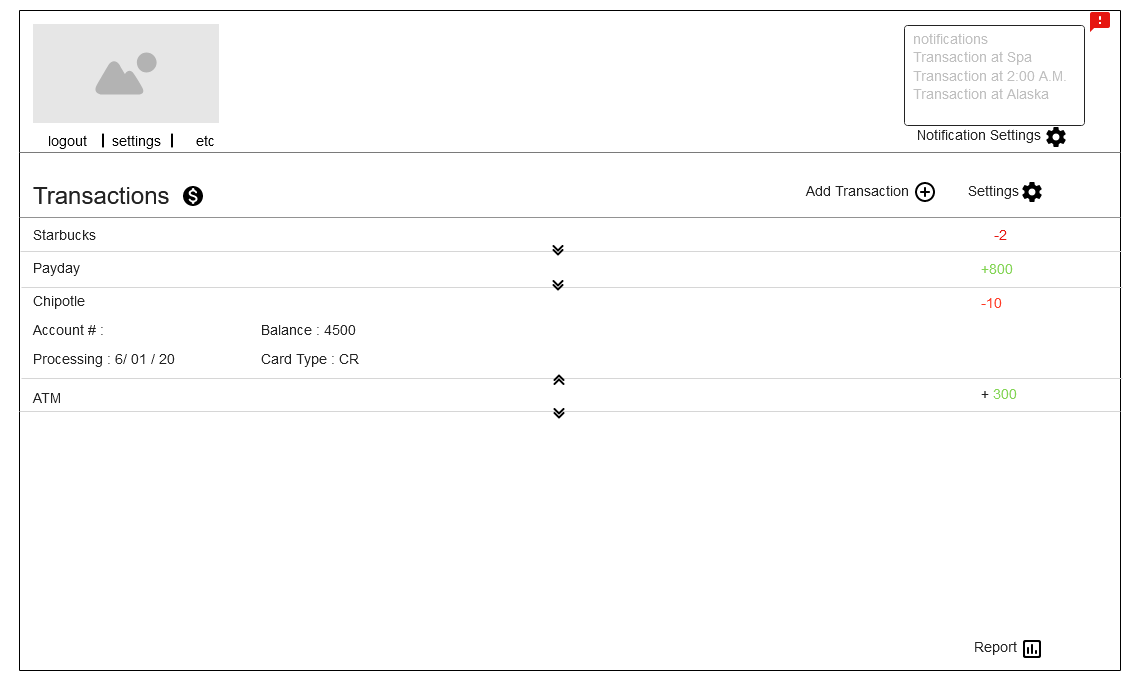 notifications
Transaction at Spa
Transaction at 2:00 A.M.
Transaction at Alaska
logout | settings | etc
Notification Settings
Transactions
Add Transaction
Settings
Starbucks -2
Payday +800
Chipotle -10
Account # : Balance : 4500
Processing : 6/ 01 / 20 Card Type : CR
ATM + 300
Report